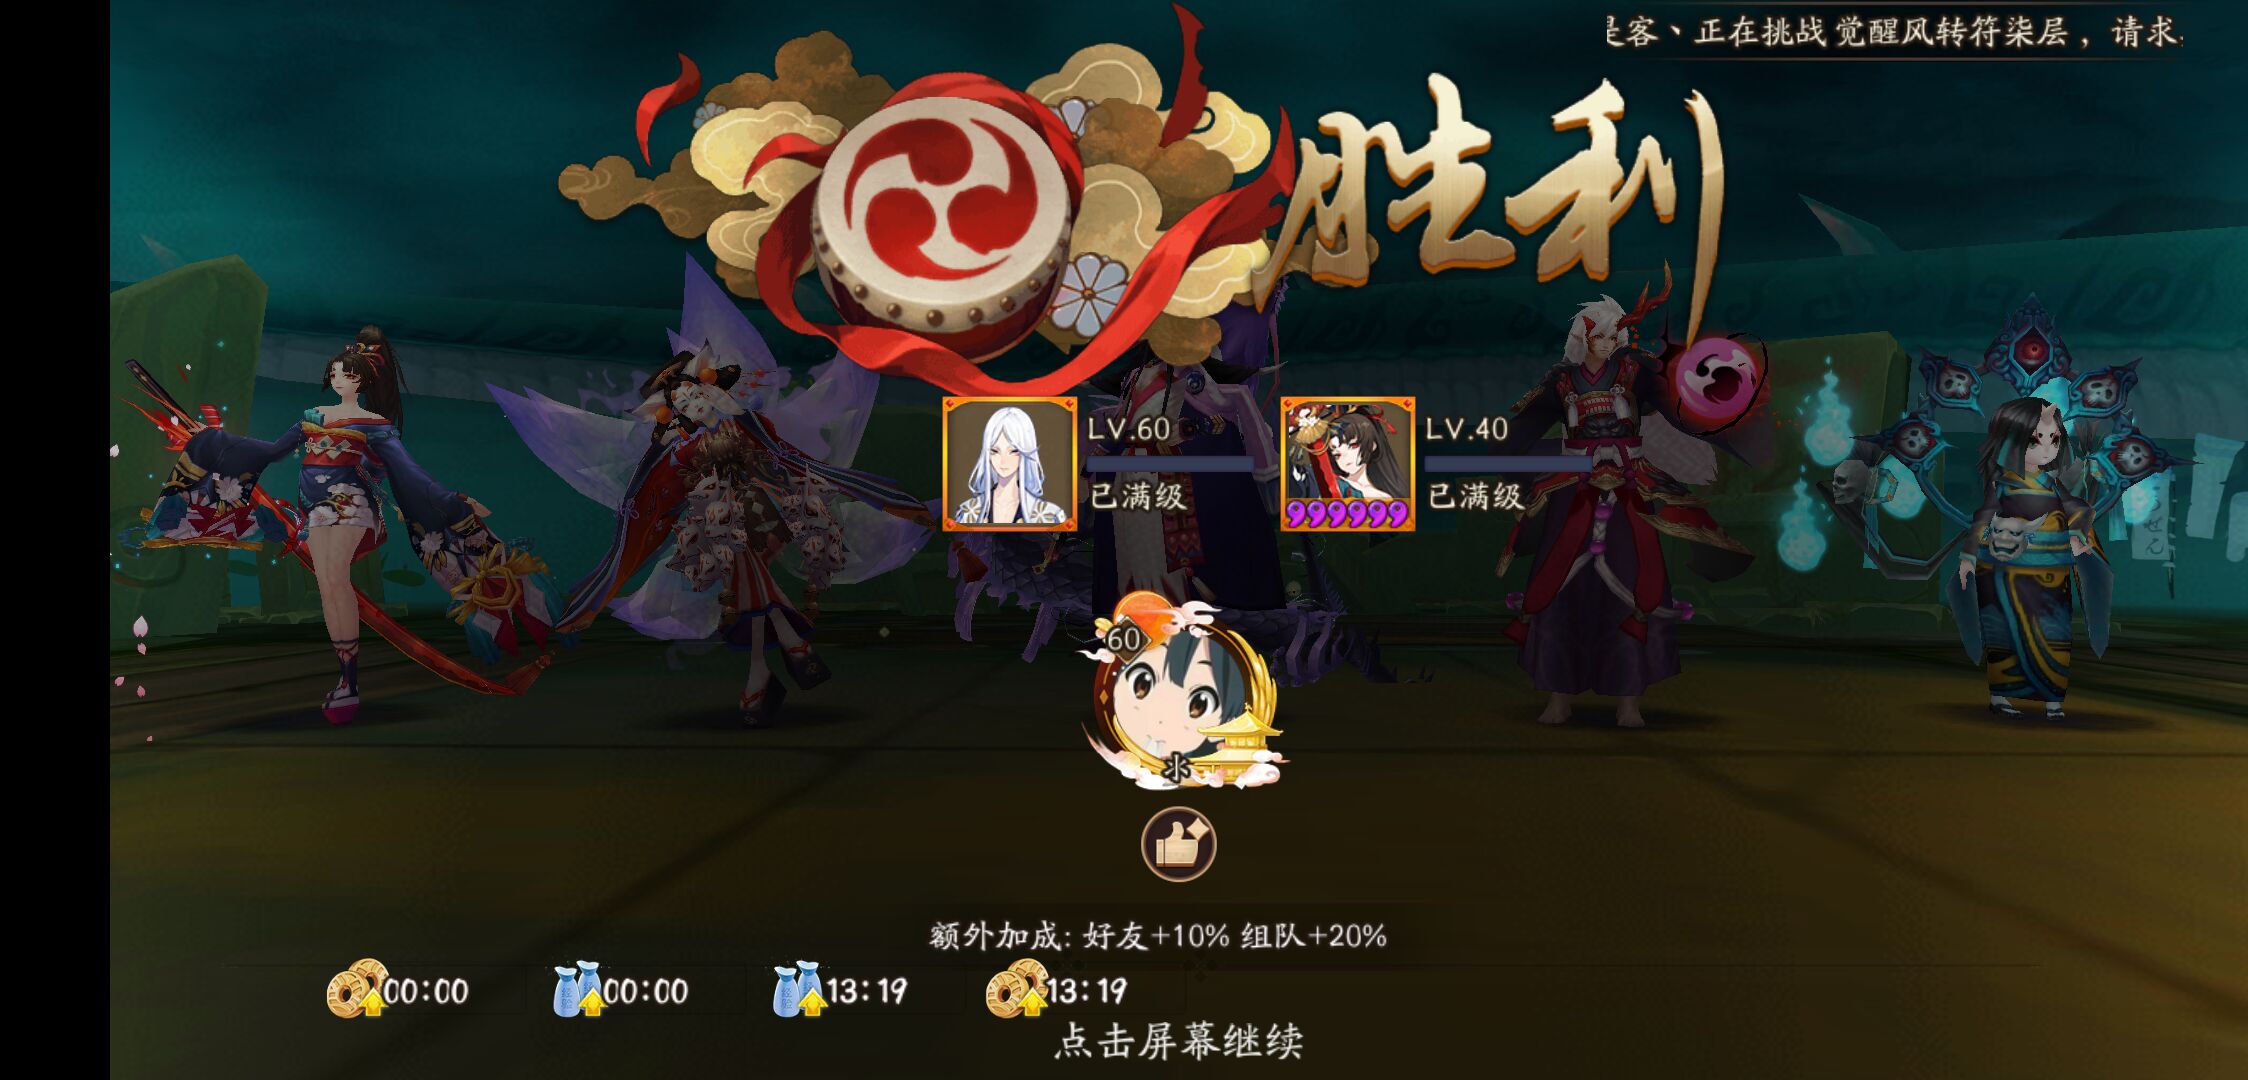 是客、正在挑战 觉醒风转符柒层，请求
胜利
LV.60
已满级
LV.40
已满级
999999
60
水
额外加成: 好友+10% 组队+20%
00:00
00:00
13:19
13:19
点击屏幕继续